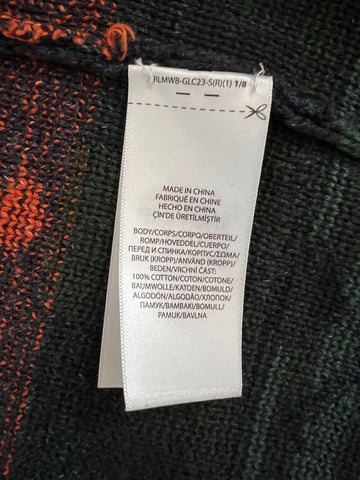 RLMWB-GLC23-S(R)(1) 1/8
MADE IN CHINA
FABRIQUÉ EN CHINE
HECHO EN CHINA
ÇİN'DE ÜRETİLMİŞTİR
BODY/CORPS/CORPO/OBERTEIL/
ROMP/HOVEDDEL/CUERPO/
ПЕРЕД И СПИНКА/КОРПУС/ΣΩΜΑ/
BRUK (KROPP)/ANVÄND (KROPP)/
BEDEN/VRCHNÍ ČÁST:
100% COTTON/COTON/COTONE/
BAUMWOLLE/KATOEN/BOMULD/
ALGODÓN/ALGODÃO/ХЛОПОК/
ПАМУК/BAMBAKI/BOMULL/
PAMUK/BAVLNA